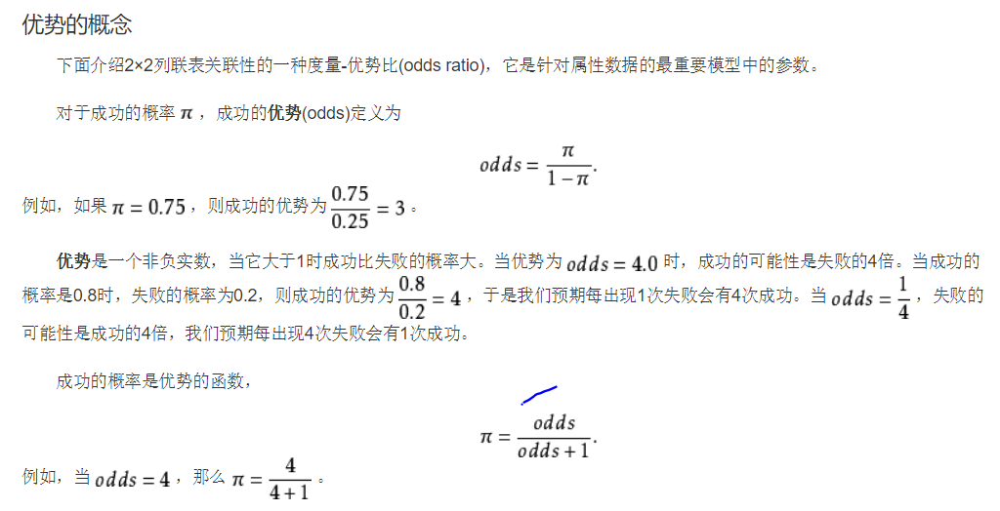 优势的概念
下面介绍2×2列联表关联性的一种度量-优势比(odds ratio)，它是针对属性数据的最重要模型中的参数。
对于成功的概率 π ，成功的优势(odds)定义为
odds = π/(1 − π).
例如，如果 π = 0.75 ，则成功的优势为 0.75/0.25 = 3 。
优势是一个非负实数，当它大于1时成功比失败的概率大。当优势为 odds = 4.0 时，成功的可能性是失败的4倍。当成功的
概率是0.8时，失败的概率为0.2，则成功的优势为 0.8/0.2 = 4 ，于是我们预期每出现1次失败会有4次成功。当 odds = 1/4 ，失败的
可能性是成功的4倍，我们预期每出现4次失败会有1次成功。
成功的概率是优势的函数，
π = odds/(odds + 1).
例如，当 odds = 4 ，那么 π = 4/(4 + 1) 。